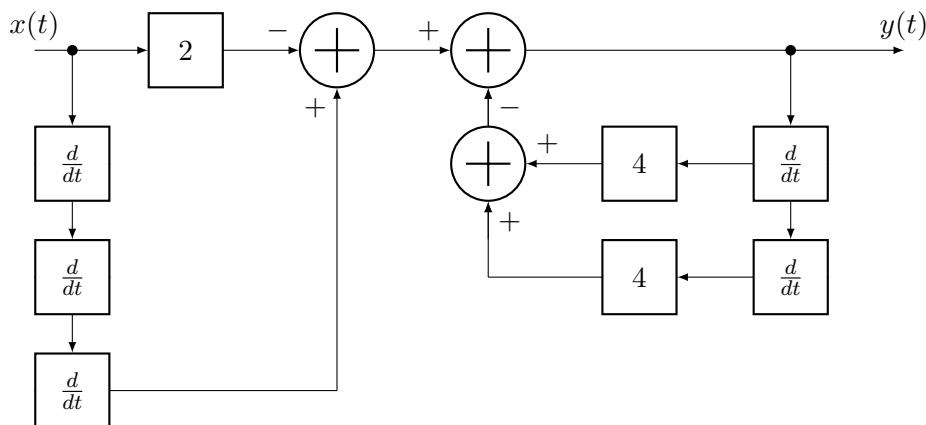 x(t) y(t)
2 − + + +
+ −
d/dt + 4 d/dt
+
d/dt 4 d/dt
d/dt